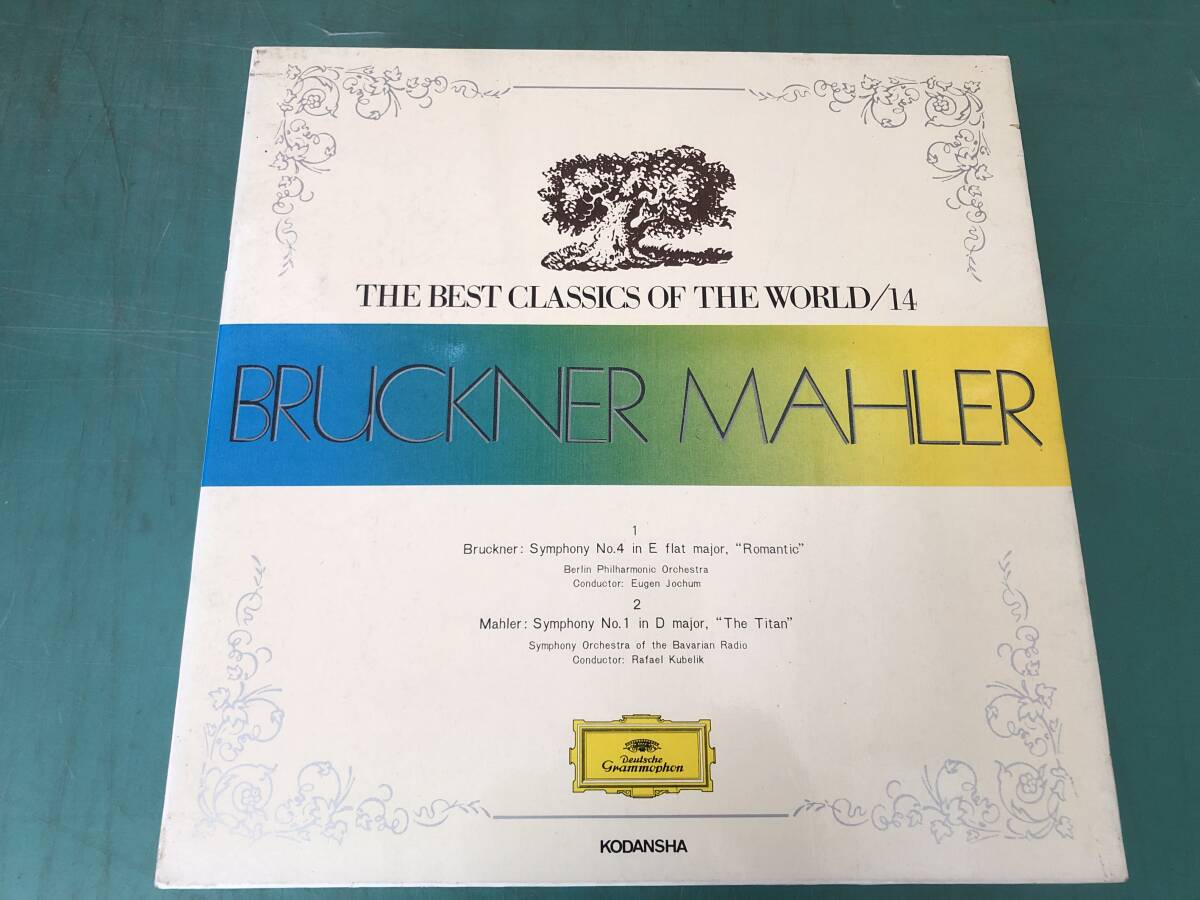 THE BEST CLASSICS OF THE WORLD/14
BRUCKNER MAHLER
1
Bruckner: Symphony No.4 in E flat major, “Romantic”
Berlin Philharmonic Orchestra
Conductor: Eugen Jochum
2
Mahler: Symphony No.1 in D major, “The Titan”
Symphony Orchestra of the Bavarian Radio
Conductor: Rafael Kubelik
Deutsche
Grammophon
KODANSHA